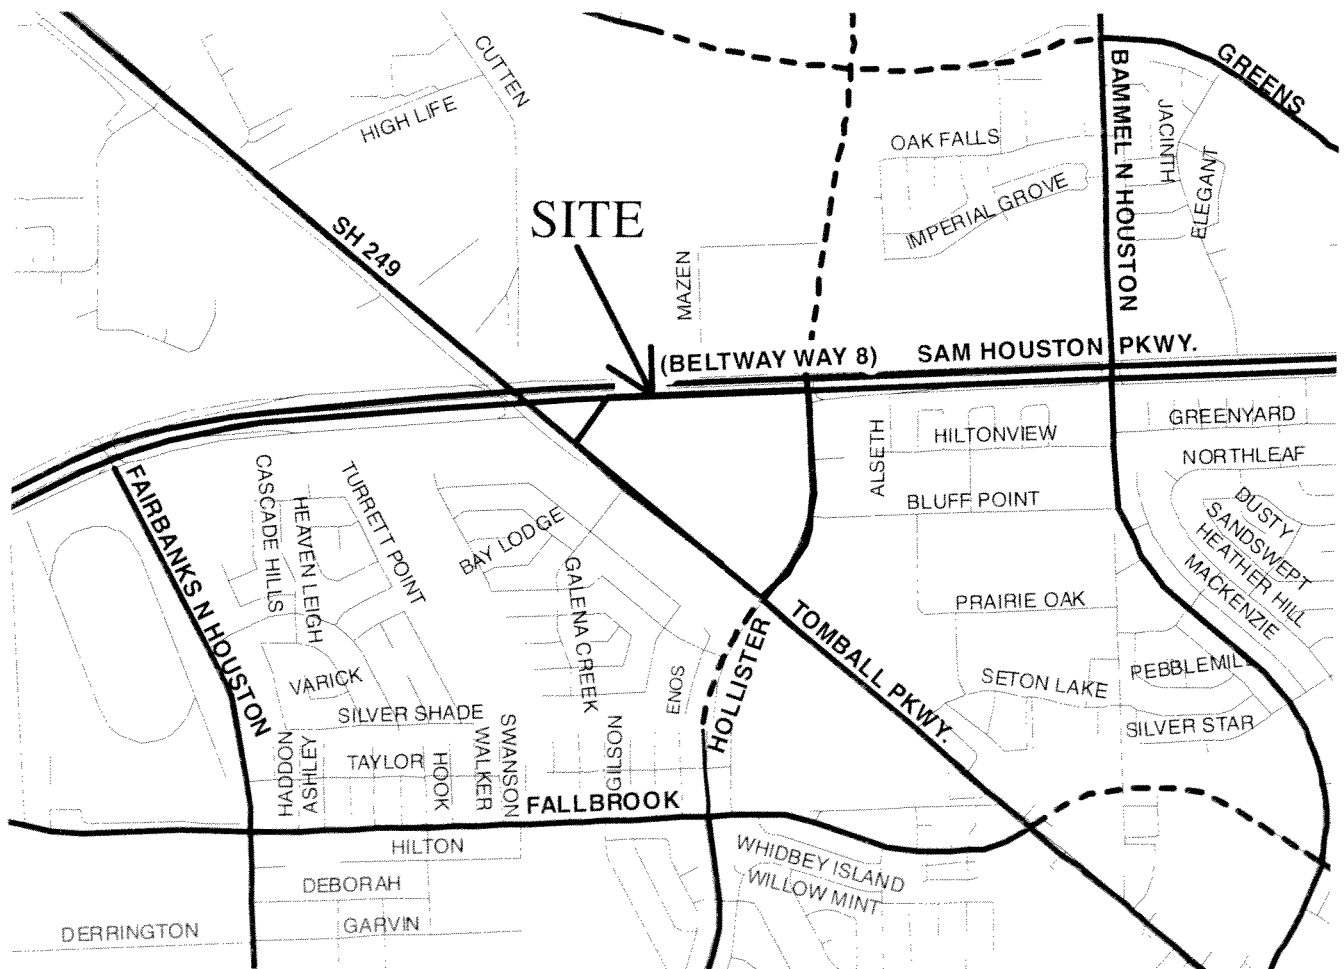 CUTTEN
GREENS
HIGH LIFE
BAMMEL N HOUSTON
JACINTH
OAK FALLS
ELEGANT
IMPERIAL GROVE
SITE
SH 249
MAZEN
(BELTWAY WAY 8)
SAM HOUSTON PKWY.
GREENYARD
ALSETH
HILTONVIEW
NORTHLEAF
BLUFF POINT
DUSTY
SANDSWEPT
HEATHER HILL
MACKENZIE
FAIRBANKS N HOUSTON
CASCADE HILLS
HEAVEN LEIGH
TURRETT POINT
BAY LODGE
GALENA CREEK
PRAIRIE OAK
TOMBALL PKWY.
HOLLISTER
ENOS
SETON LAKE
PEBBLEMILL
VARICK
SILVER SHADE
SILVER STAR
HADDON
ASHLEY
TAYLOR
HOOK
WALKER
SWANSON
GILSON
FALLBROOK
HILTON
WHIDBEY ISLAND
WILLOW MINT
DEBORAH
GARVIN
DERRINGTON